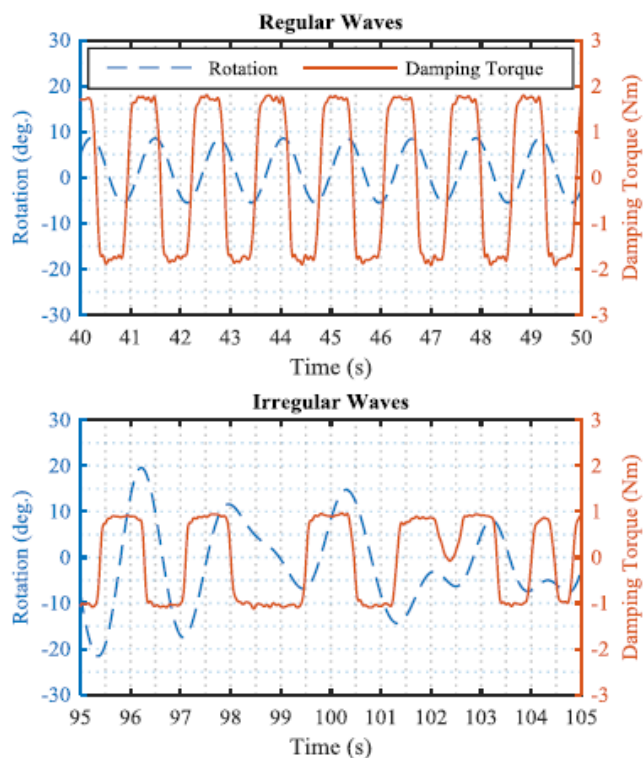 Regular Waves
Rotation Damping Torque
30
20
10
0
-10
-20
-30
Rotation (deg.)
3
2
1
0
-1
-2
-3
Damping Torque (Nm)
40 41 42 43 44 45 46 47 48 49 50
Time (s)
Irregular Waves
30
20
10
0
-10
-20
-30
Rotation (deg.)
3
2
1
0
-1
-2
-3
Damping Torque (Nm)
95 96 97 98 99 100 101 102 103 104 105
Time (s)